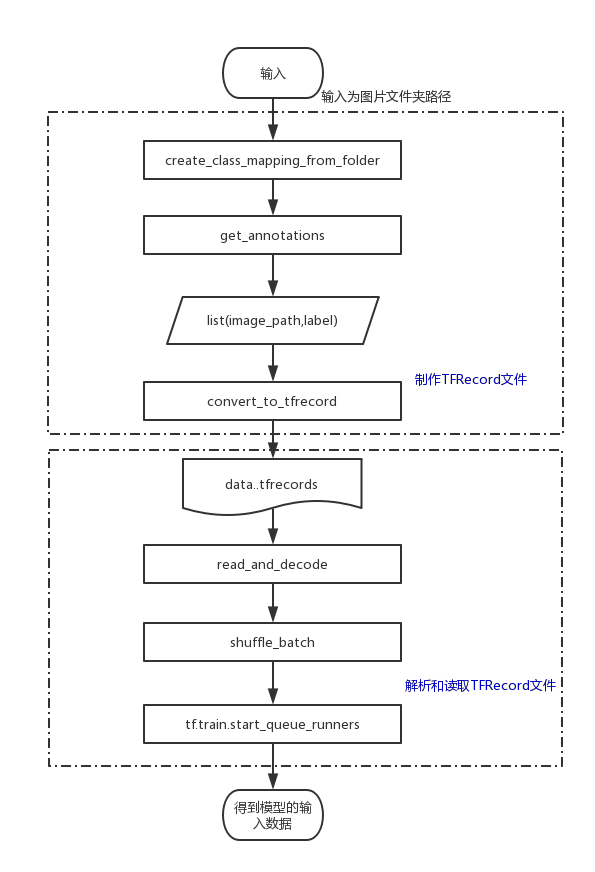 输入
输入为图片文件夹路径
create_class_mapping_from_folder
get_annotations
list(image_path,label)
制作TFRecord文件
convert_to_tfrecord
data..tfrecords
read_and_decode
shuffle_batch
解析和读取TFRecord文件
tf.train.start_queue_runners
得到模型的输
入数据